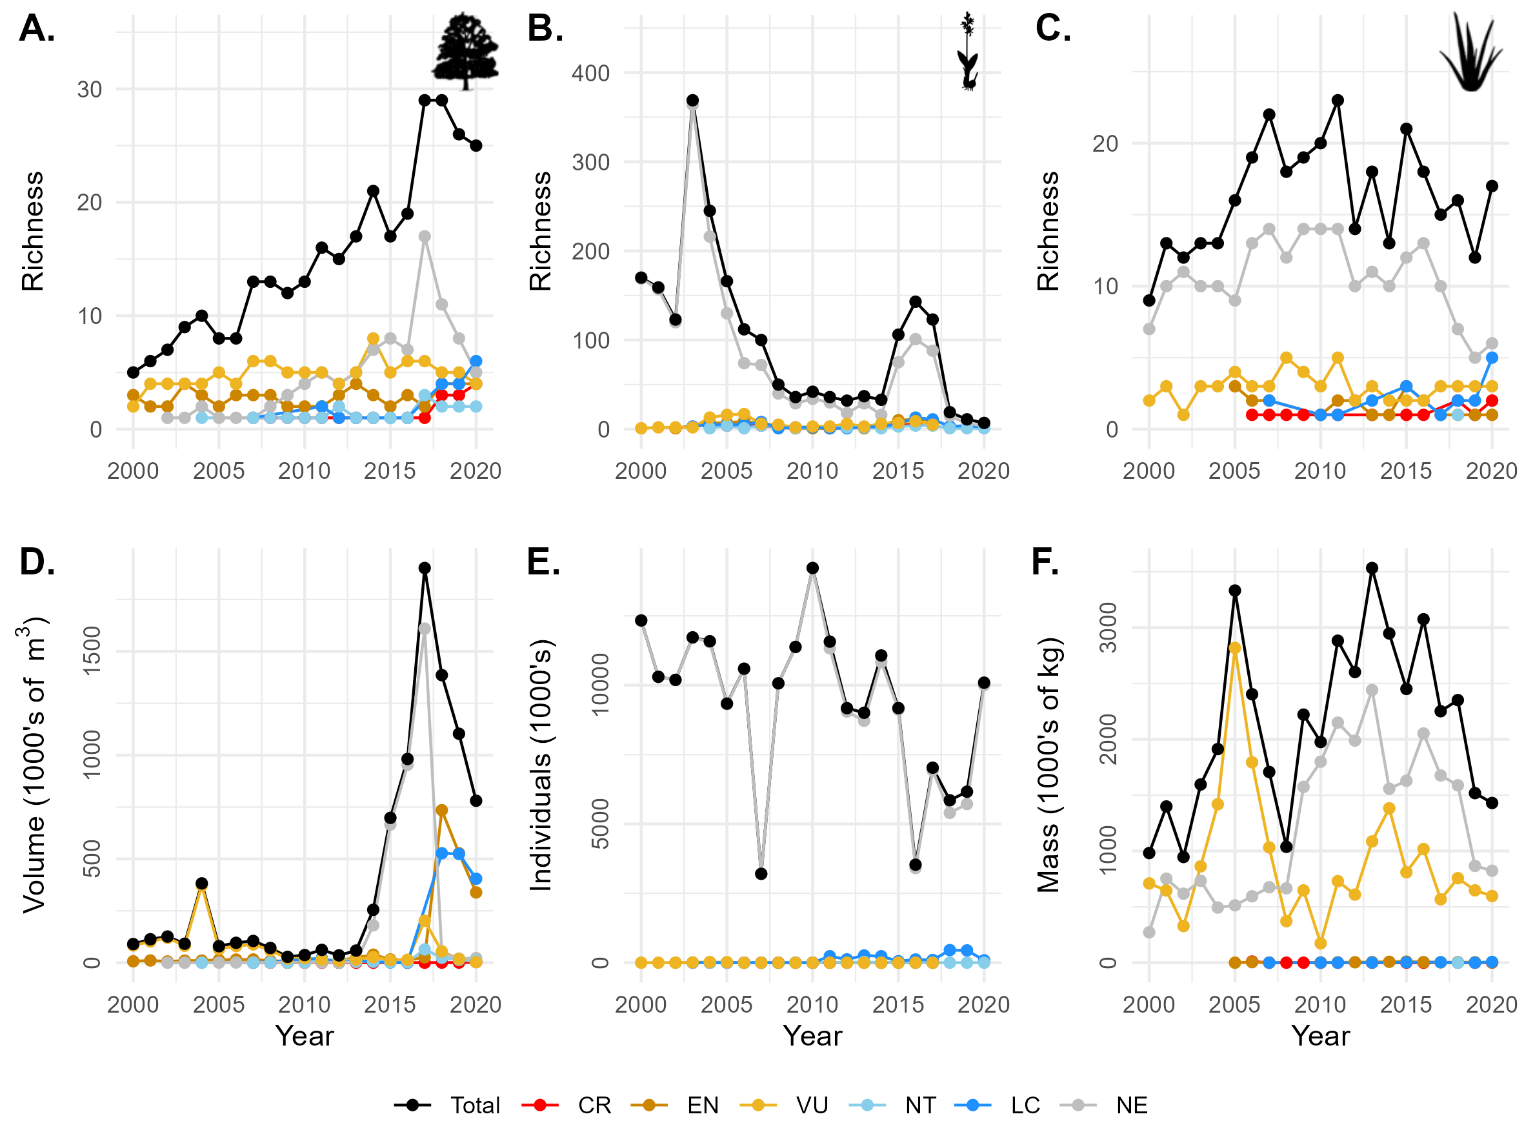 A.
B.
C.
Richness
30
20
10
0
2000 2005 2010 2015 2020
Richness
400
300
200
100
0
2000 2005 2010 2015 2020
Richness
20
10
0
2000 2005 2010 2015 2020
D.
E.
F.
Volume (1000's of m³)
1500
1000
500
0
2000 2005 2010 2015 2020
Year
Individuals (1000's)
10000
5000
0
2000 2005 2010 2015 2020
Year
Mass (1000's of kg)
3000
2000
1000
0
2000 2005 2010 2015 2020
Year
Total CR EN VU NT LC NE